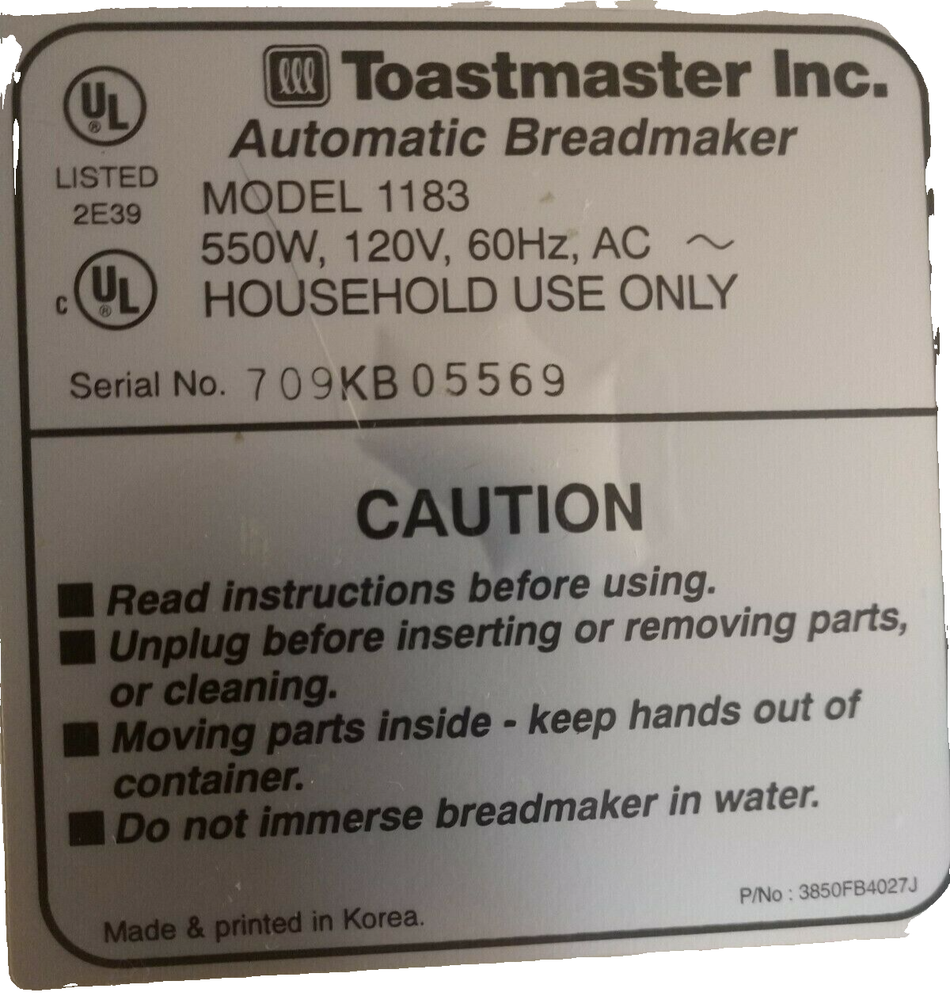 Toastmaster Inc.
Automatic Breadmaker
UL
®
LISTED
2E39
C UL
®
MODEL 1183
550W, 120V, 60Hz, AC ~
HOUSEHOLD USE ONLY
Serial No. 709KB05569
CAUTION
■ Read instructions before using.
■ Unplug before inserting or removing parts,
or cleaning.
■ Moving parts inside - keep hands out of
container.
■ Do not immerse breadmaker in water.
P/No : 3850FB4027J
Made & printed in Korea.